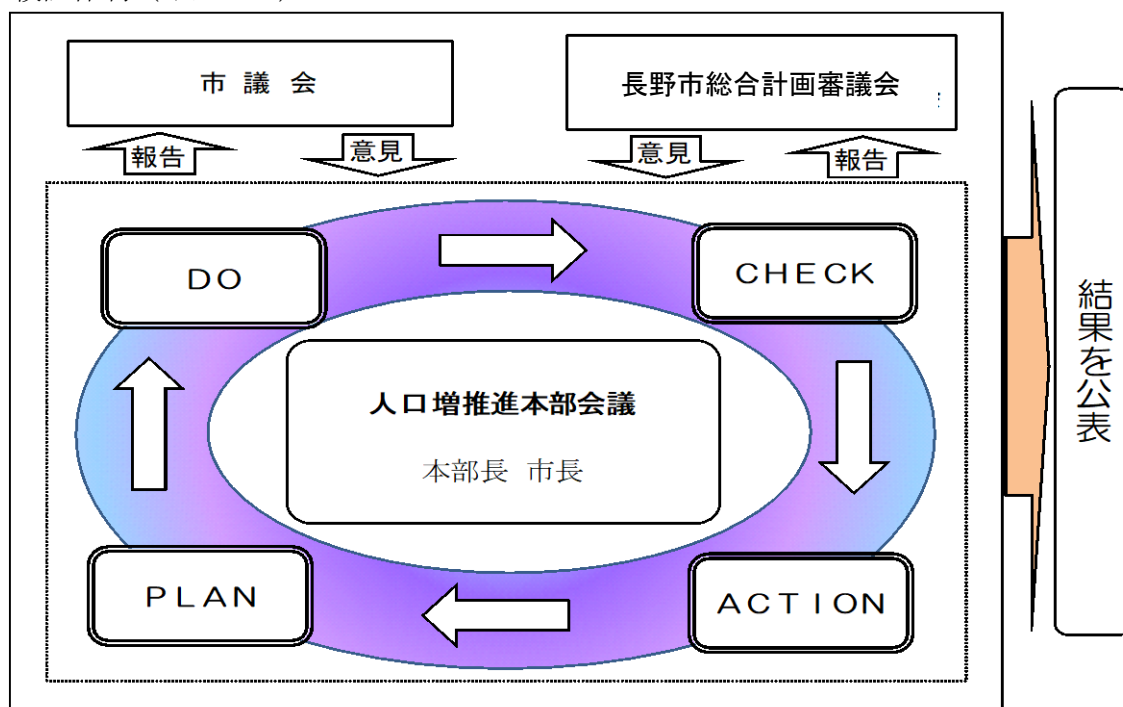 市 議 会
長野市総合計画審議会
報告
意見
意見
報告
DO
CHECK
人口増推進本部会議
本部長 市長
PLAN
ACTION
結果を公表